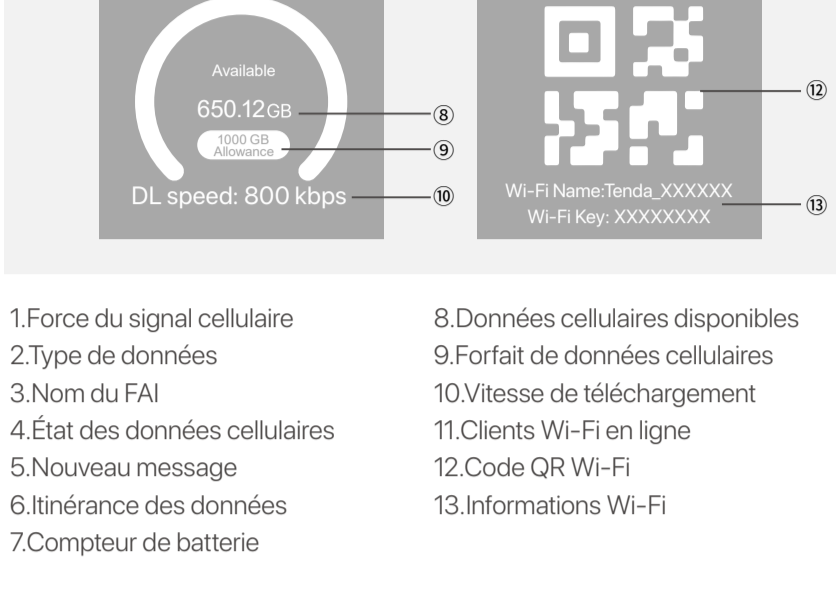 Available
650.12GB
⑧
1000 GB
Allowance
⑨
DL speed: 800 kbps
⑩
⑫
Wi-Fi Name:Tenda_XXXXXX
Wi-Fi Key: XXXXXXXX
⑬
1.Force du signal cellulaire
2.Type de données
3.Nom du FAI
4.État des données cellulaires
5.Nouveau message
6.Itinérance des données
7.Compteur de batterie
8.Données cellulaires disponibles
9.Forfait de données cellulaires
10.Vitesse de téléchargement
11.Clients Wi-Fi en ligne
12.Code QR Wi-Fi
13.Informations Wi-Fi